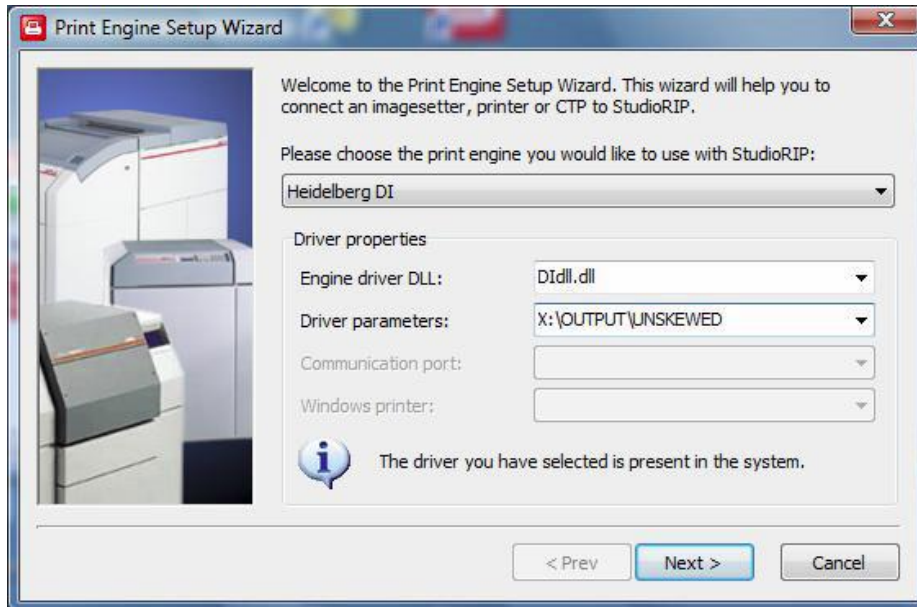 Print Engine Setup Wizard
Welcome to the Print Engine Setup Wizard. This wizard will help you to
connect an imagesetter, printer or CTP to StudioRIP.
Please choose the print engine you would like to use with StudioRIP:
Heidelberg DI
Driver properties
Engine driver DLL:
DIdll.dll
Driver parameters:
X:\OUTPUT\UNSKEWED
Communication port:
Windows printer:
The driver you have selected is present in the system.
< Prev
Next >
Cancel